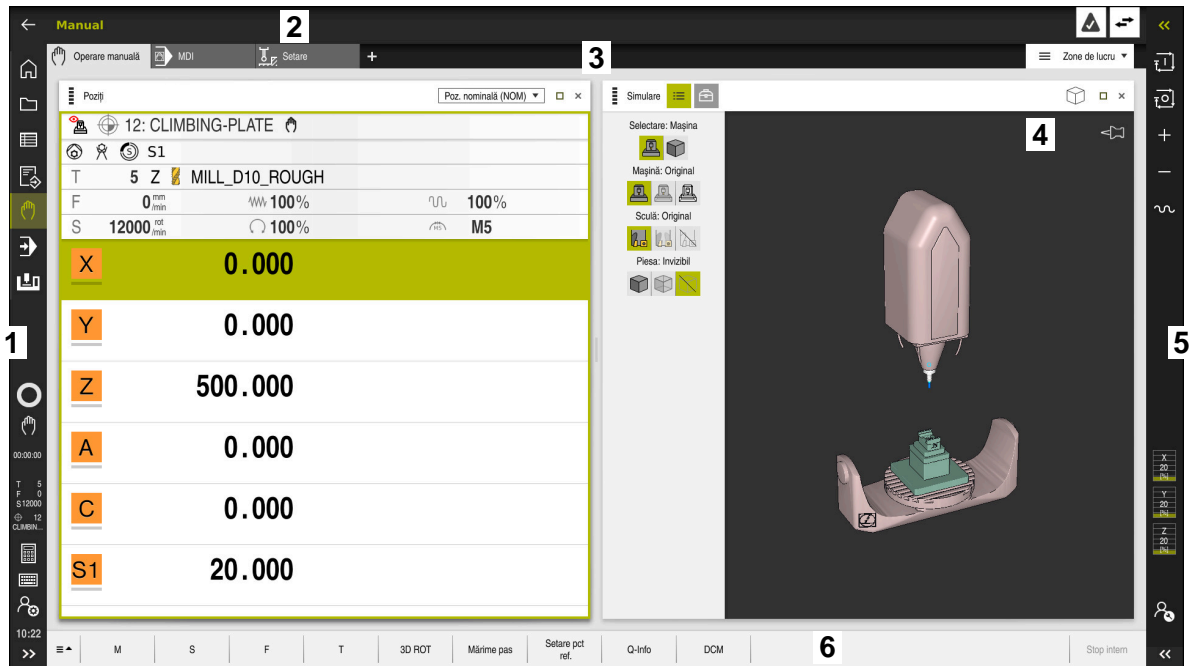 Manual
2
Operare manuală MDI Setare +
3
Zone de lucru
Poziți Poz. nominală (NOM)
12: CLIMBING-PLATE
S1
T 5 Z MILL_D10_ROUGH
F 0 mm/min 100% 100%
S 12000 rot/min 100% M5
X 0.000
Y 0.000
Z 500.000
A 0.000
C 0.000
S1 20.000
Simulare
Selectare: Mașina
Mașină: Original
Sculă: Original
Piesa: Invizibil
4
1
5
00:00:00
T 5
F 0
S 12000
12
CLIMBIN...
10:22
X
20
[%]
Y
20
[%]
Z
20
[%]
M S F T 3D ROT Mărime pas Setare pct ref. Q-Info DCM 6 Stop intern